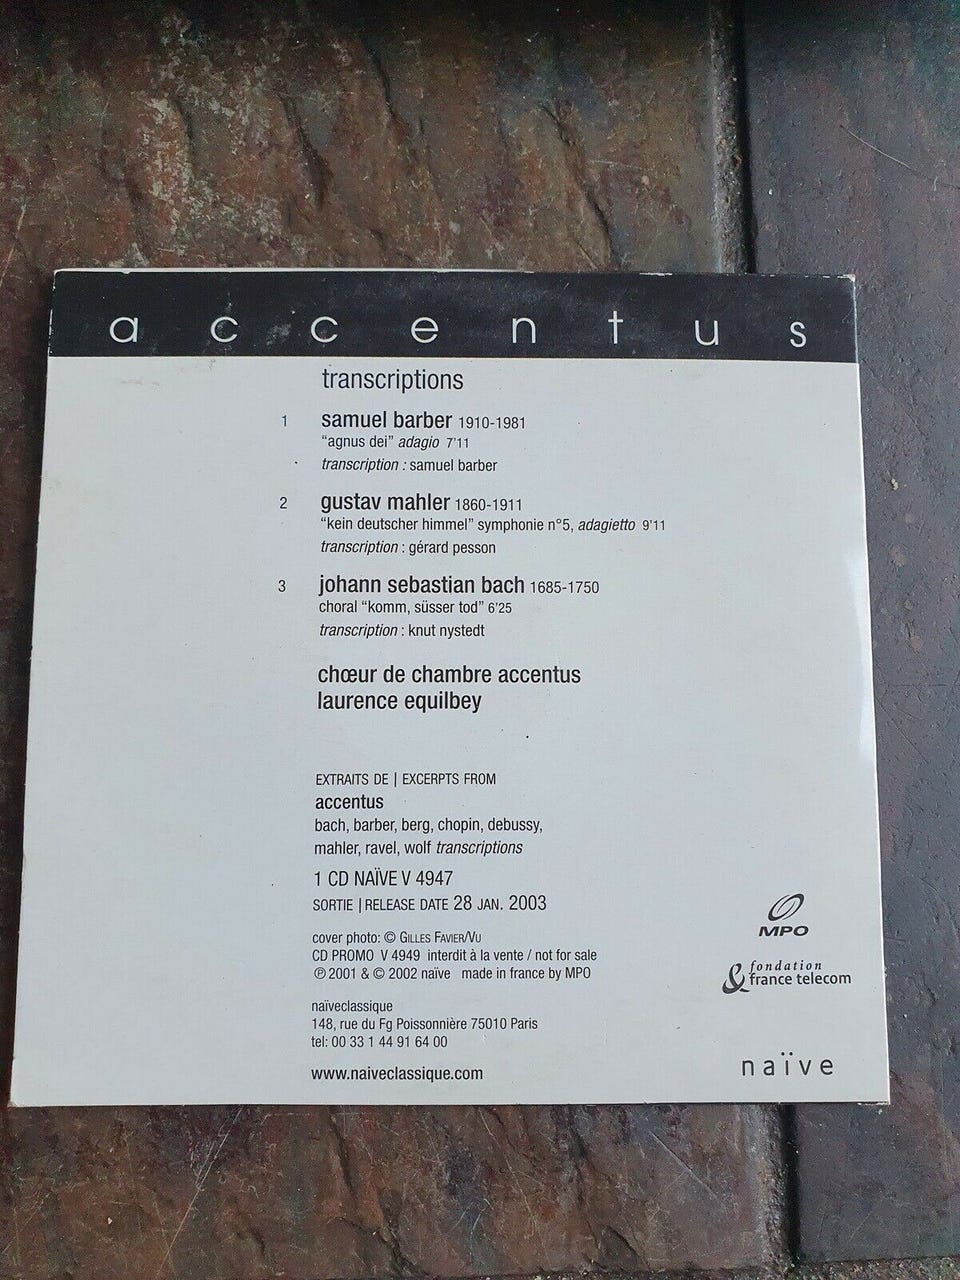 accentus
transcriptions
1 samuel barber 1910-1981
“agnus dei” adagio 7'11
transcription : samuel barber
2 gustav mahler 1860-1911
“kein deutscher himmel” symphonie n°5, adagietto 9'11
transcription : gérard pesson
3 johann sebastian bach 1685-1750
choral “komm, süsser tod” 6'25
transcription : knut nystedt
chœur de chambre accentus
laurence equilbey
EXTRAITS DE | EXCERPTS FROM
accentus
bach, barber, berg, chopin, debussy,
mahler, ravel, wolf transcriptions
1 CD NAÏVE V 4947
SORTIE | RELEASE DATE 28 JAN. 2003
cover photo: © GILLES FAVIER/VU
CD PROMO V 4949 interdit à la vente / not for sale
℗ 2001 & © 2002 naïve made in france by MPO
naïveclassique
148, rue du Fg Poissonnière 75010 Paris
tel: 00 33 1 44 91 64 00
www.naiveclassique.com
MPO
fondation
& france telecom
naïve